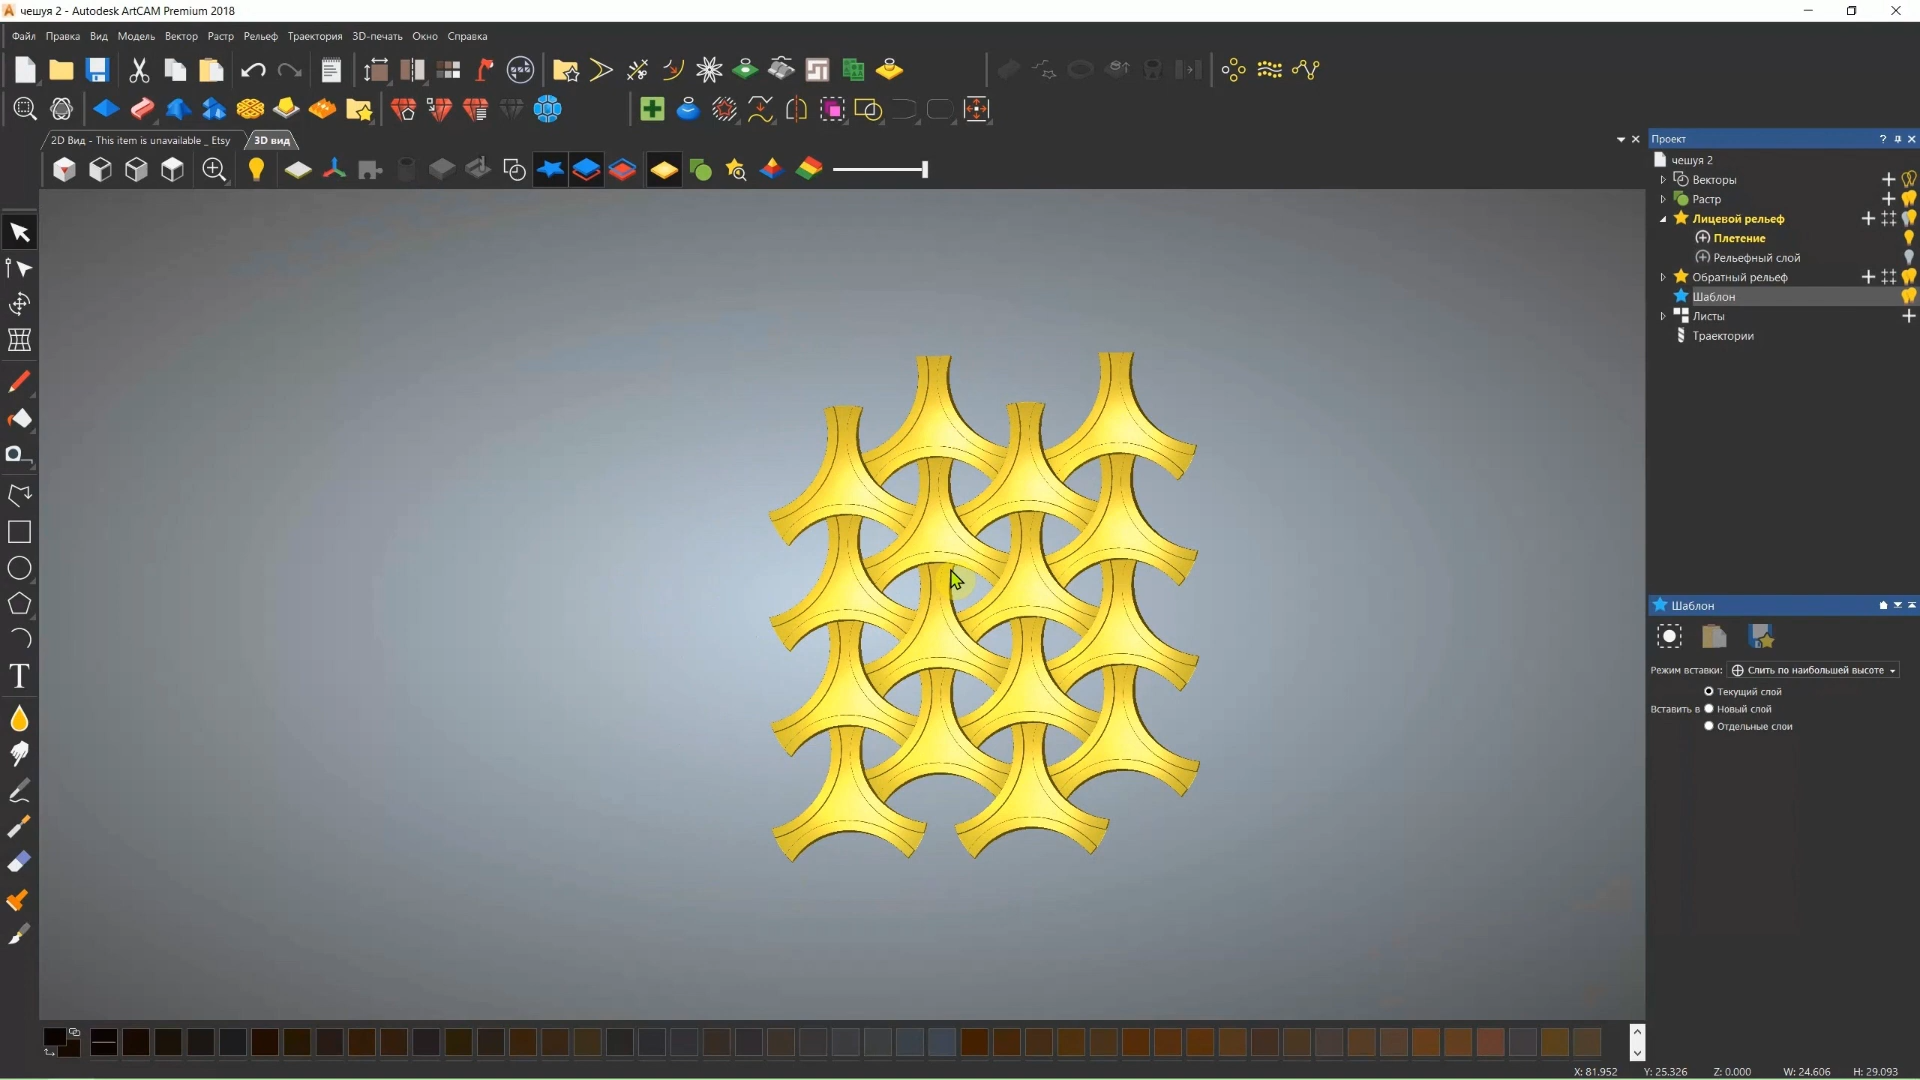 чешуя 2 - Autodesk ArtCAM Premium 2018
Файл Правка Вид Модель Вектор Растр Рельеф Траектория 3D-печать Окно Справка
2D Вид - This item is unavailable _ Etsy 3D вид
Проект
чешуя 2
Векторы
Растр
Лицевой рельеф
Плетение
Рельефный слой
Обратный рельеф
Шаблон
Листы
Траектории
Шаблон
Режим вставки: Слить по наибольшей высоте
Текущий слой
Вставить в Новый слой
Отдельные слои
X: 81.952 Y: 25.326 Z: 0.000 W: 24.606 H: 29.093